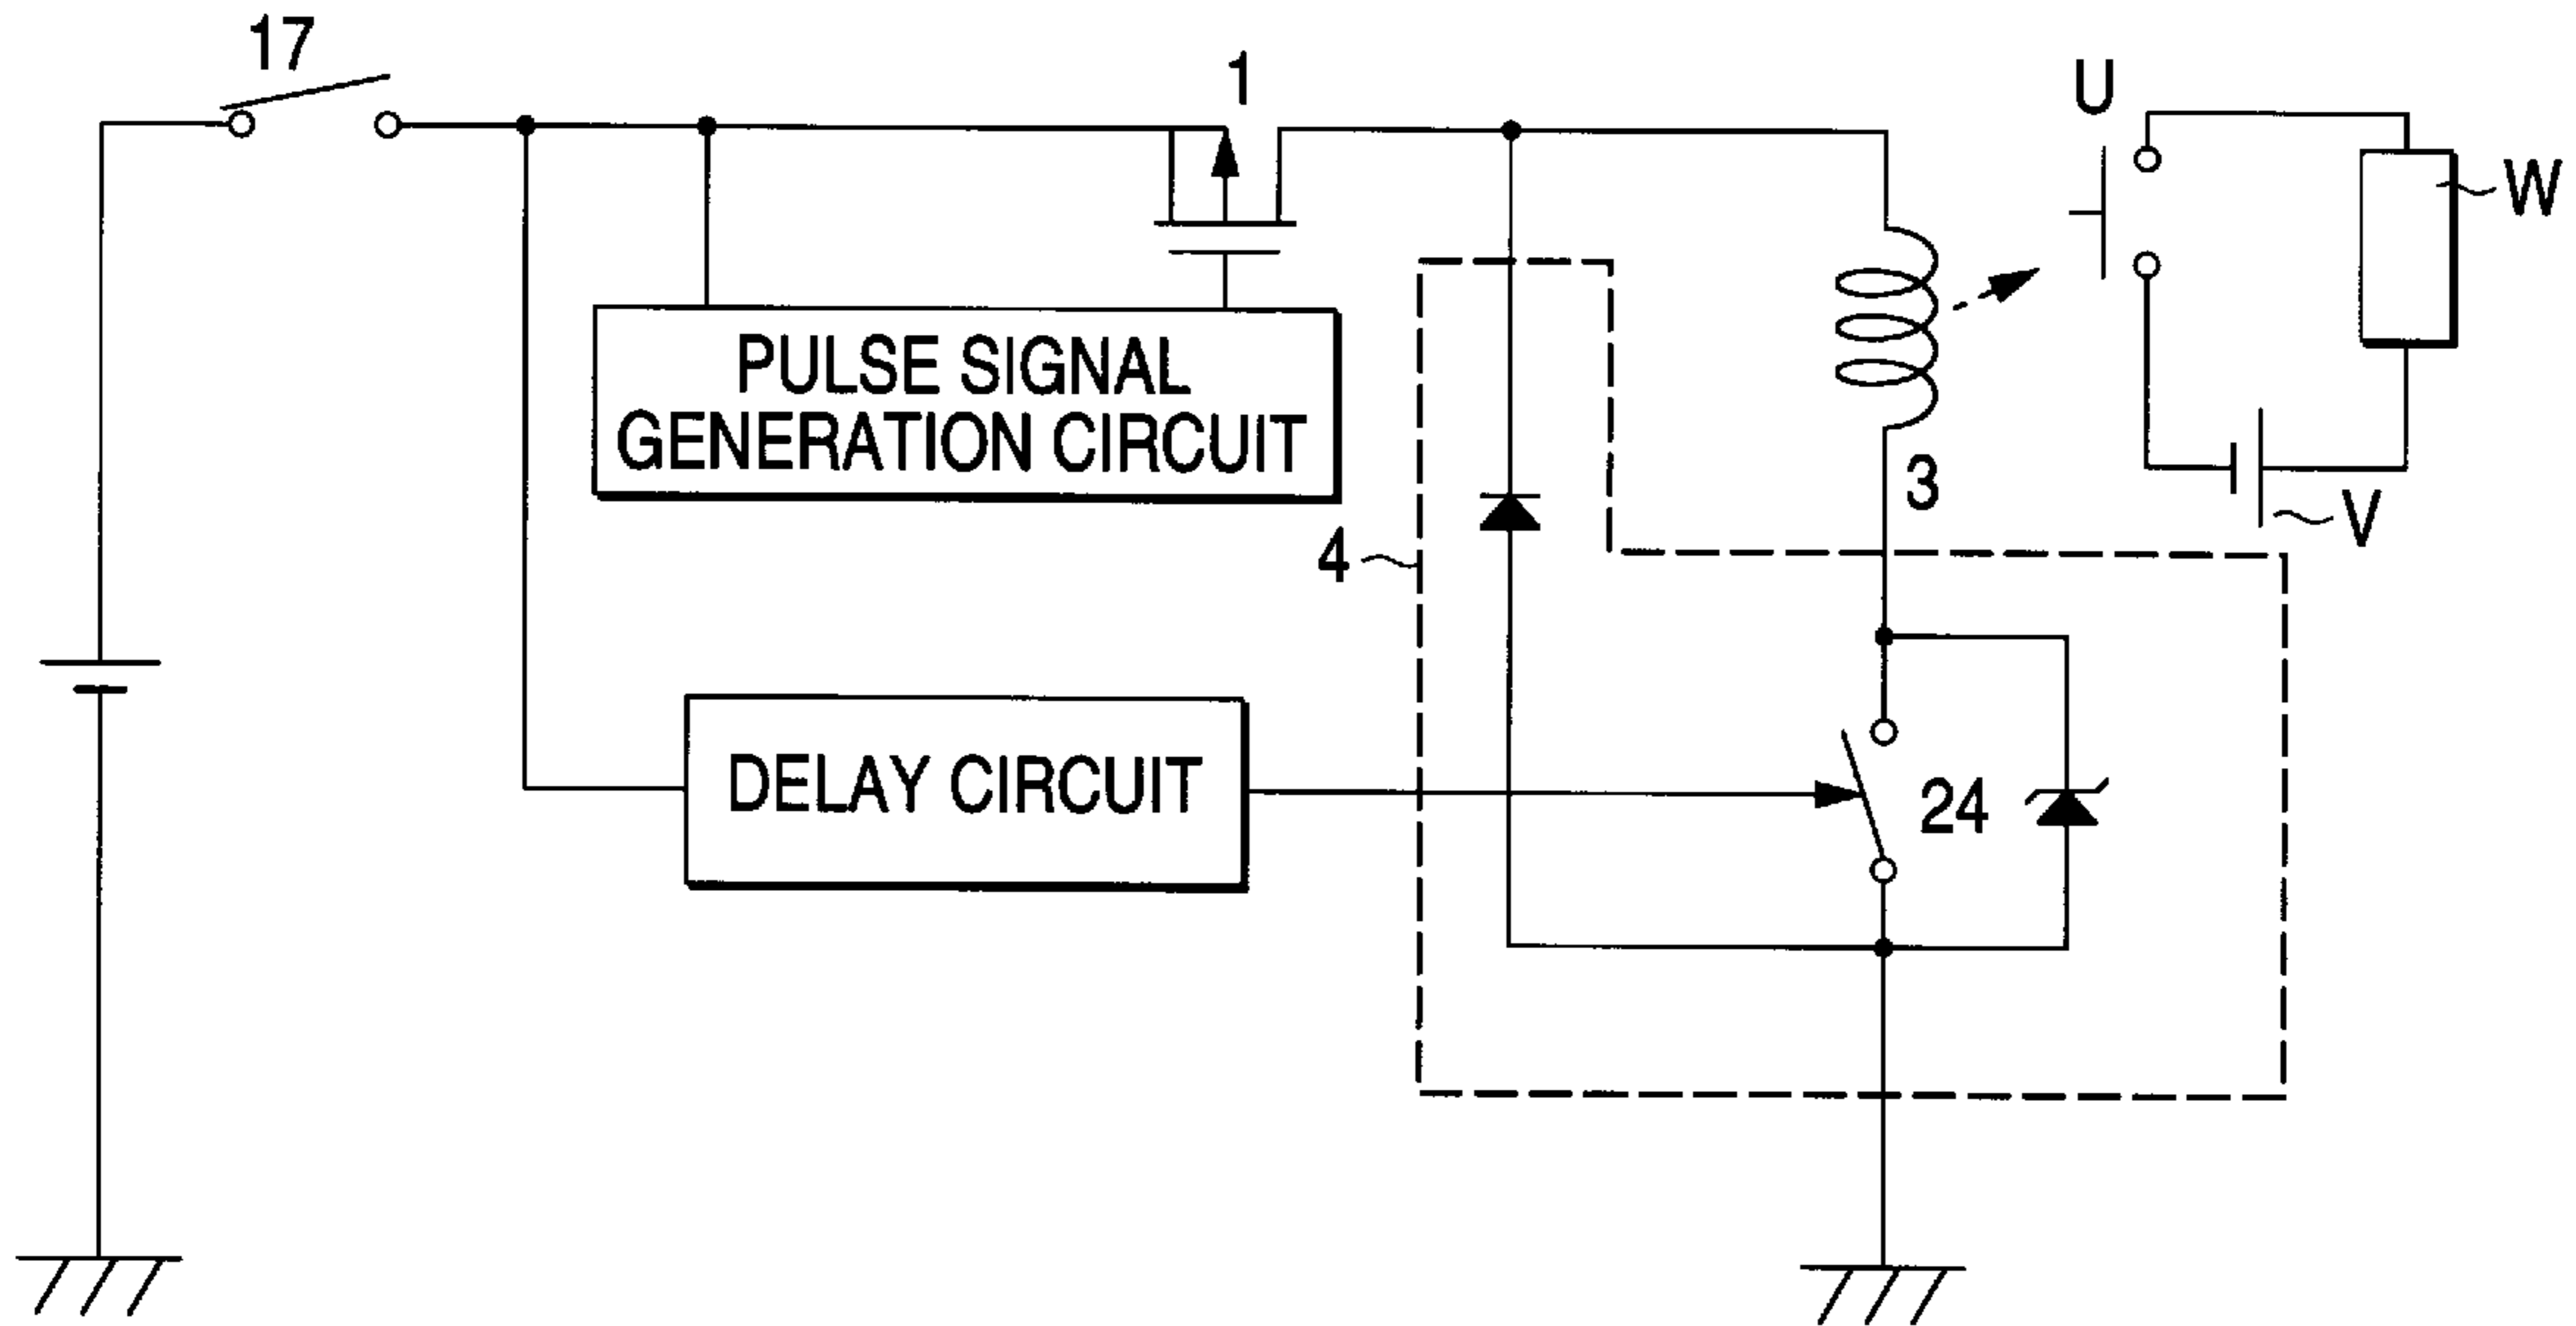 17
1
U
W
PULSE SIGNAL
GENERATION CIRCUIT
3
V
4
DELAY CIRCUIT
24